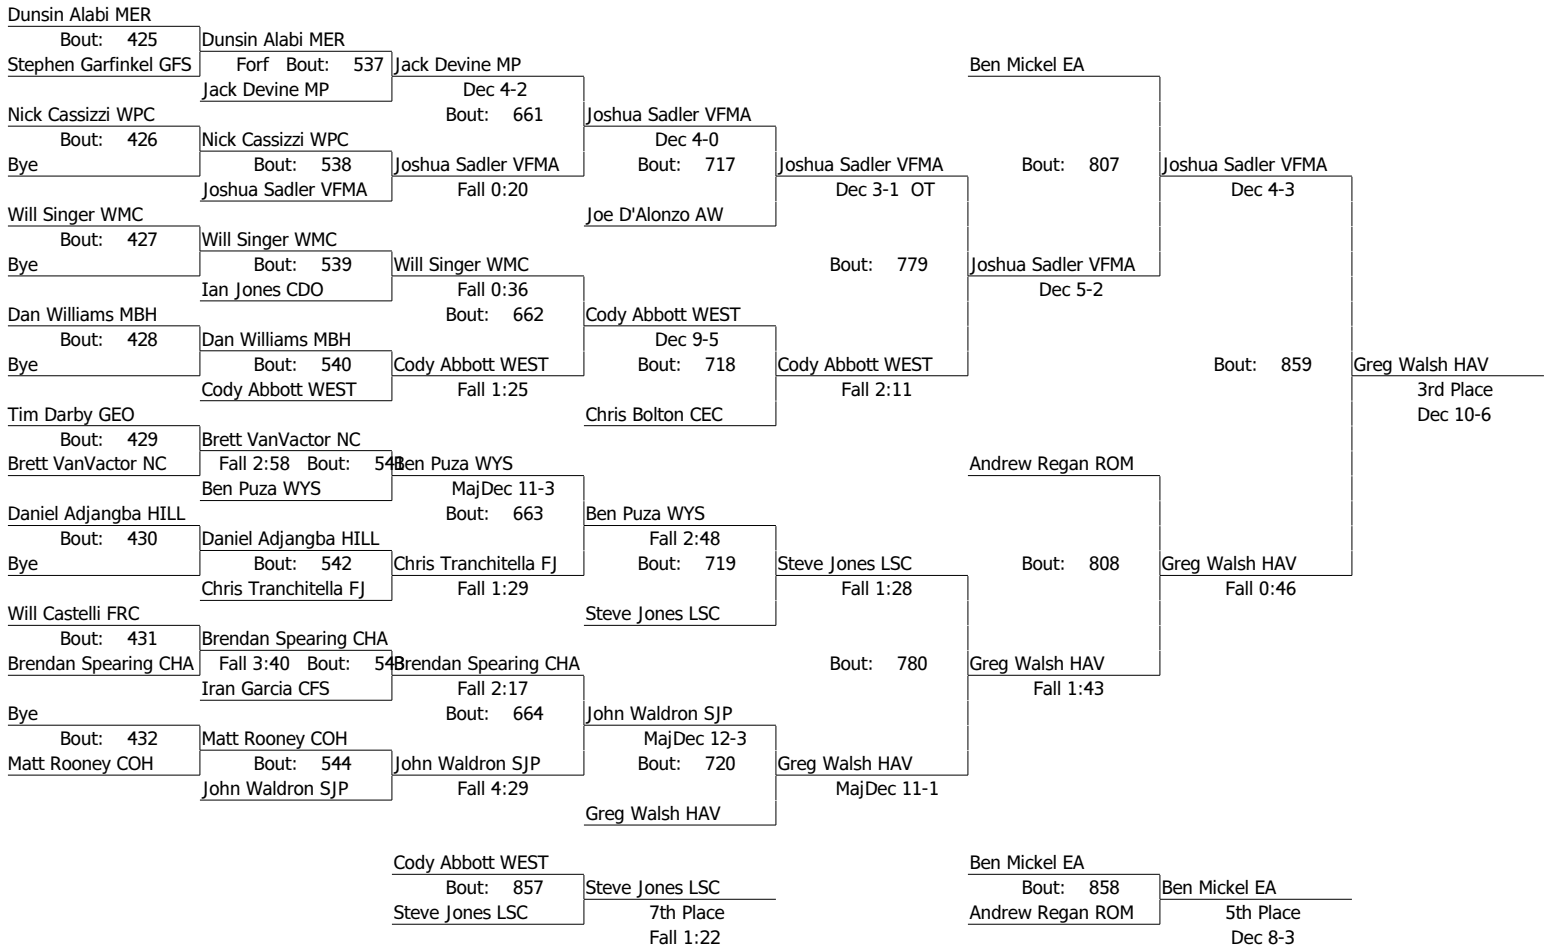 Dunsin Alabi MER
Bout: 425 Dunsin Alabi MER
Stephen Garfinkel GFS Forf Bout: 537 Jack Devine MP Ben Mickel EA
Jack Devine MP Dec 4-2
Nick Cassizzi WPC Bout: 661 Joshua Sadler VFMA
Bout: 426 Nick Cassizzi WPC Dec 4-0
Bye Bout: 538 Joshua Sadler VFMA Bout: 717 Joshua Sadler VFMA Bout: 807 Joshua Sadler VFMA
Joshua Sadler VFMA Fall 0:20 Dec 3-1 OT Dec 4-3
Will Singer WMC Joe D'Alonzo AW
Bout: 427 Will Singer WMC
Bye Bout: 539 Will Singer WMC Bout: 779 Joshua Sadler VFMA
Ian Jones CDO Fall 0:36 Dec 5-2
Dan Williams MBH Bout: 662 Cody Abbott WEST
Bout: 428 Dan Williams MBH Dec 9-5
Bye Bout: 540 Cody Abbott WEST Bout: 718 Cody Abbott WEST Bout: 859 Greg Walsh HAV
Cody Abbott WEST Fall 1:25 Fall 2:11 3rd Place
Tim Darby GEO Chris Bolton CEC Dec 10-6
Bout: 429 Brett VanVactor NC
Brett VanVactor NC Fall 2:58 Bout: 541 Ben Puza WYS Andrew Regan ROM
Ben Puza WYS MajDec 11-3
Daniel Adjangba HILL Bout: 663 Ben Puza WYS
Bout: 430 Daniel Adjangba HILL Fall 2:48
Bye Bout: 542 Chris Tranchitella FJ Bout: 719 Steve Jones LSC Bout: 808 Greg Walsh HAV
Chris Tranchitella FJ Fall 1:29 Fall 1:28 Fall 0:46
Will Castelli FRC Steve Jones LSC
Bout: 431 Brendan Spearing CHA
Brendan Spearing CHA Fall 3:40 Bout: 543 Brendan Spearing CHA Bout: 780 Greg Walsh HAV
Iran Garcia CFS Fall 2:17 Fall 1:43
Bye Bout: 664 John Waldron SJP
Bout: 432 Matt Rooney COH MajDec 12-3
Matt Rooney COH Bout: 544 John Waldron SJP Bout: 720 Greg Walsh HAV
John Waldron SJP Fall 4:29 MajDec 11-1
Greg Walsh HAV
Cody Abbott WEST Ben Mickel EA
Bout: 857 Steve Jones LSC Bout: 858 Ben Mickel EA
Steve Jones LSC 7th Place Andrew Regan ROM 5th Place
Fall 1:22 Dec 8-3